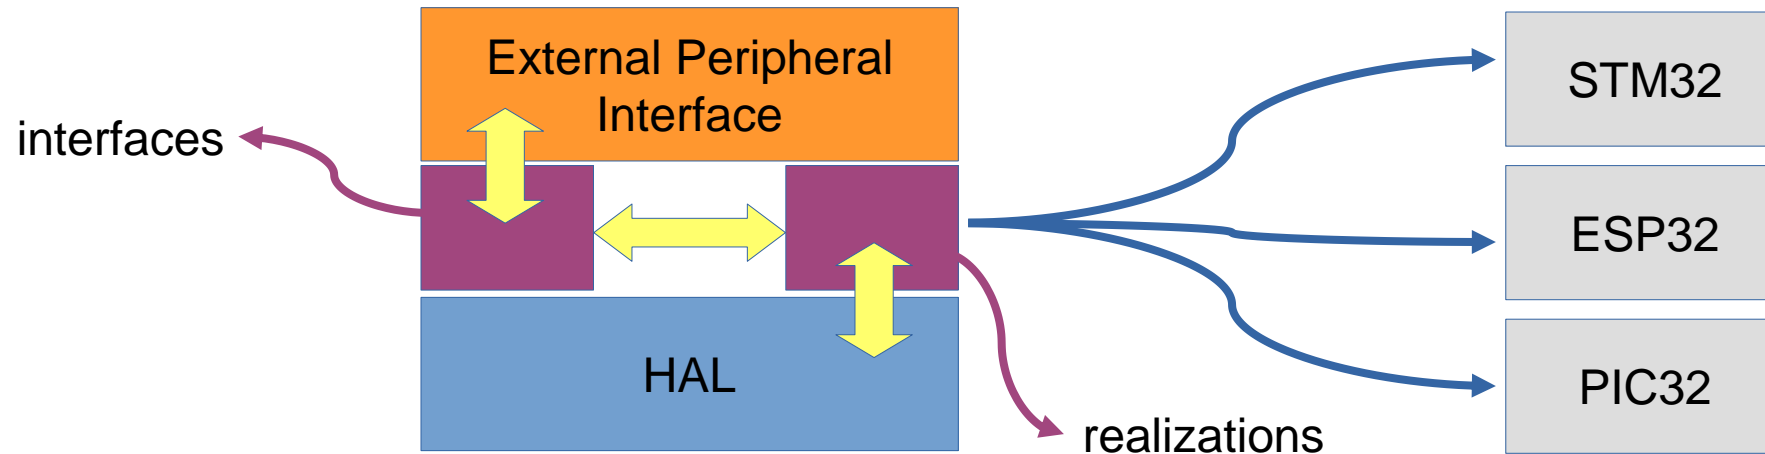 External Peripheral
Interface
interfaces
HAL
realizations
STM32
ESP32
PIC32